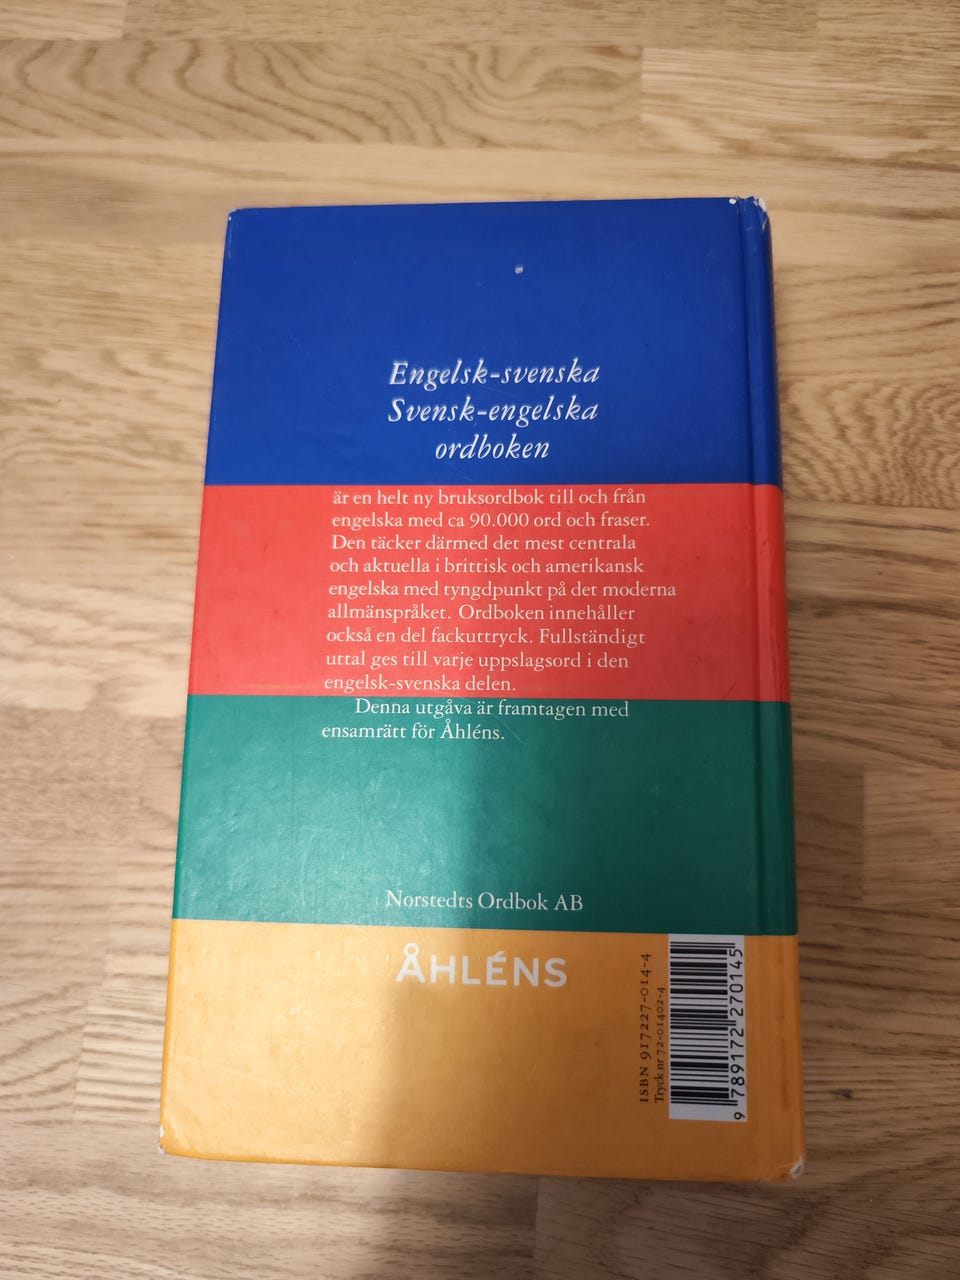 Engelsk-svenska
Svensk-engelska
ordboken
är en helt ny bruksordbok till och från
engelska med ca 90.000 ord och fraser.
Den täcker därmed det mest centrala
och aktuella i brittisk och amerikansk
engelska med tyngdpunkt på det moderna
allmänspråket. Ordboken innehåller
också en del fackuttryck. Fullständigt
uttal ges till varje uppslagsord i den
engelsk-svenska delen.
Denna utgåva är framtagen med
ensamrätt för Åhléns.
Norstedts Ordbok AB
ÅHLÉNS
ISBN 917227-014-4
Tryck nr 72-01402-4
9 789172 270145